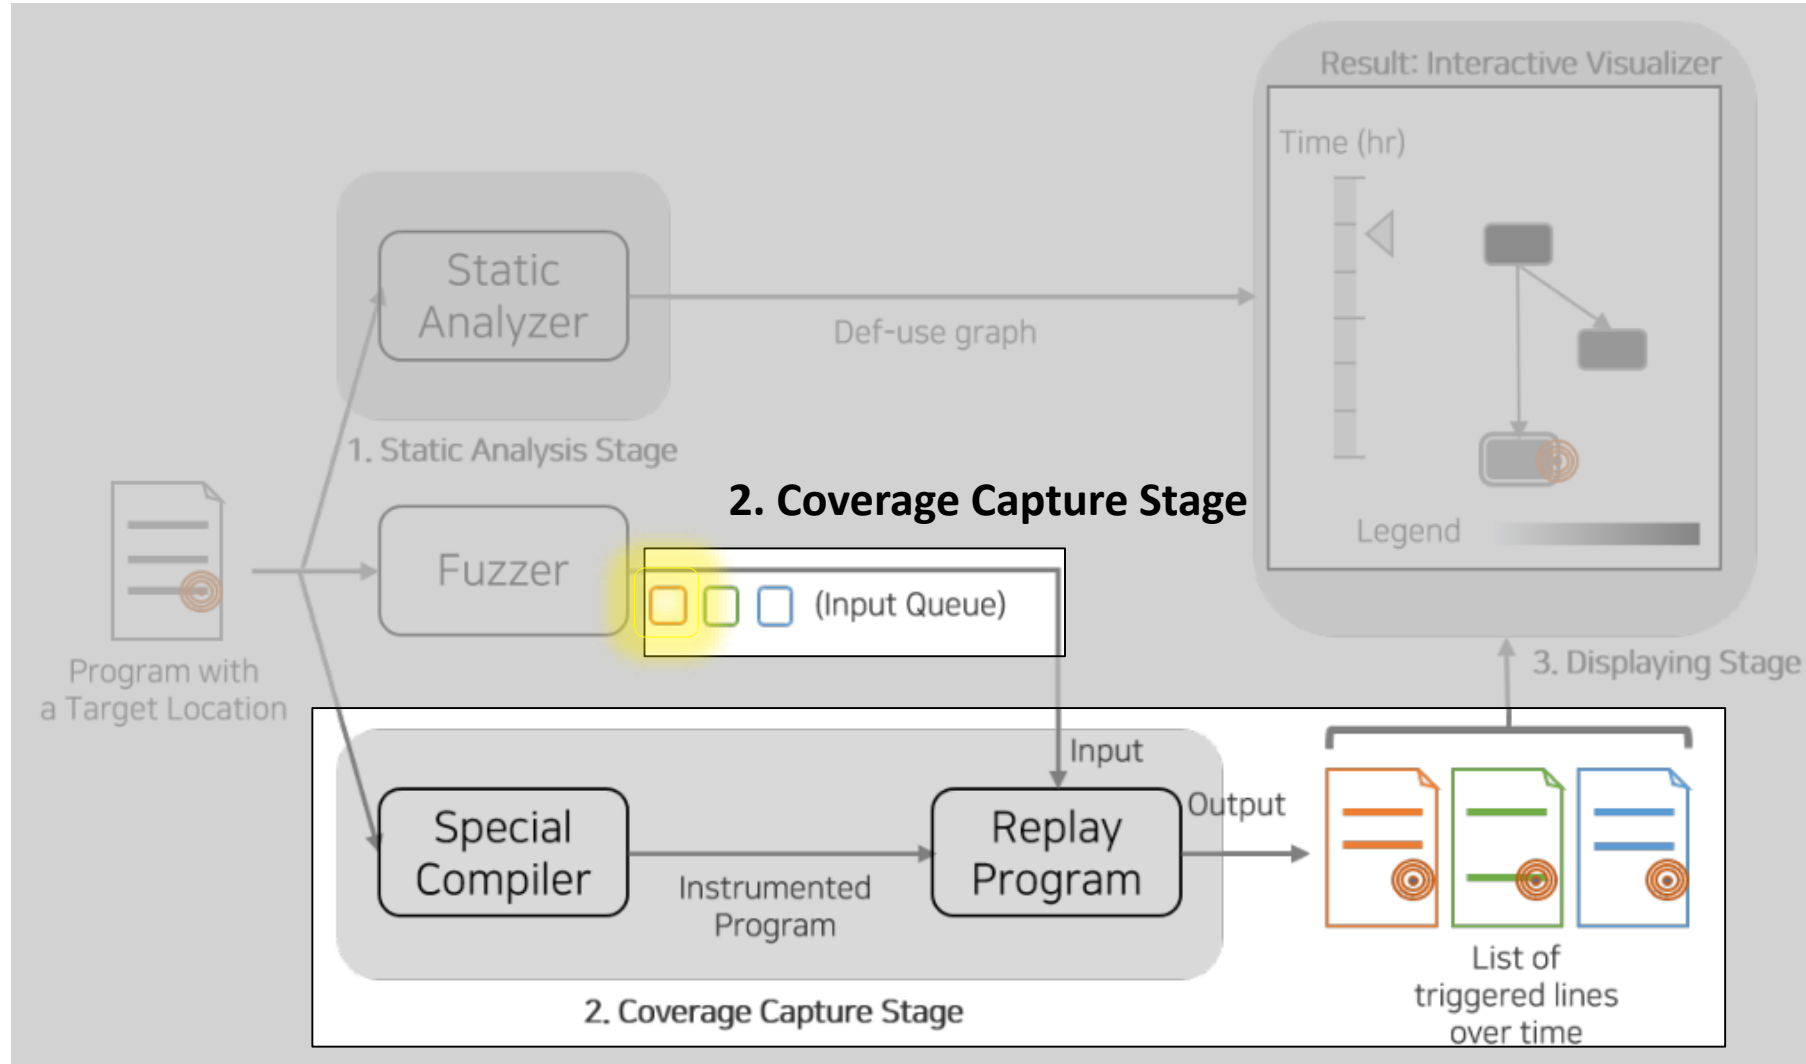 Result: Interactive Visualizer
Time (hr)
Static
Analyzer
Def-use graph
1. Static Analysis Stage
2. Coverage Capture Stage
Legend
Fuzzer
(Input Queue)
Program with
a Target Location
3. Displaying Stage
Input
Output
Special
Compiler
Instrumented
Program
Replay
Program
List of
triggered lines
over time
2. Coverage Capture Stage